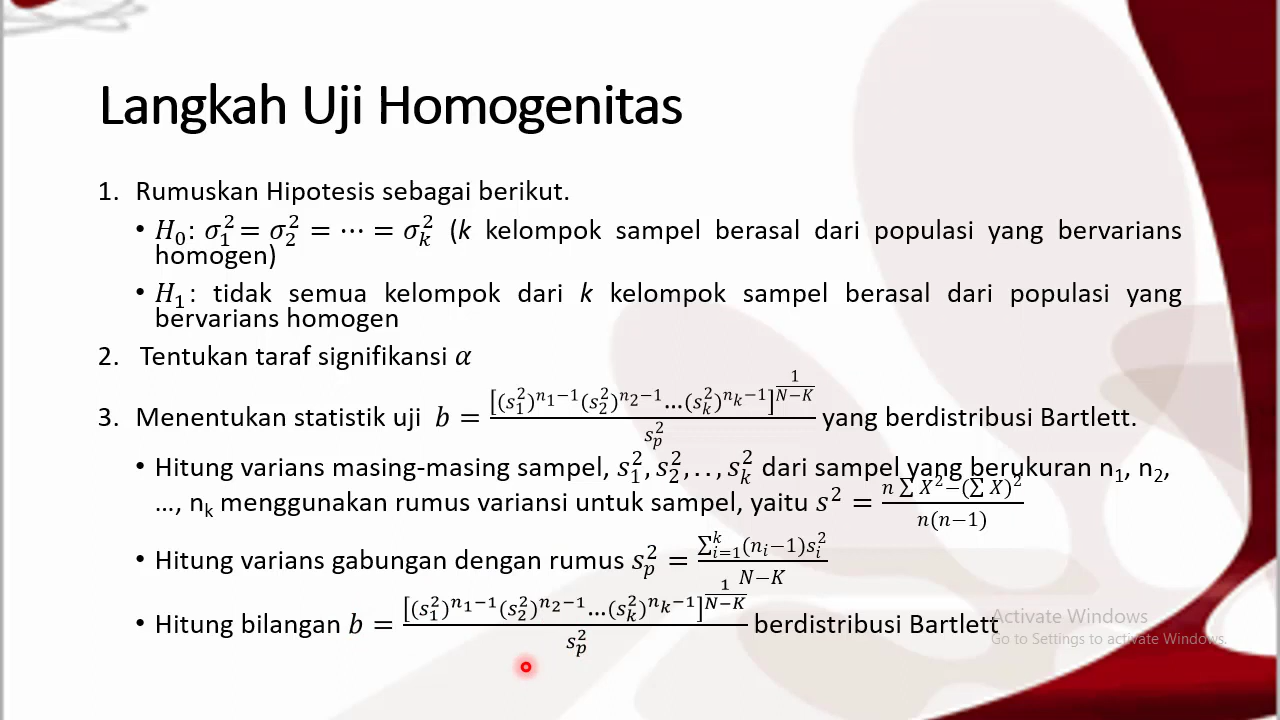 Langkah Uji Homogenitas
1. Rumuskan Hipotesis sebagai berikut.
• H₀: σ₁² = σ₂² = ⋯ = σₖ² (k kelompok sampel berasal dari populasi yang bervarians
homogen)
• H₁: tidak semua kelompok dari k kelompok sampel berasal dari populasi yang
bervarians homogen
2. Tentukan taraf signifikansi α
3. Menentukan statistik uji b = [(s₁²)^(n₁−1) (s₂²)^(n₂−1) …(sₖ²)^(nₖ−1)]^(1/(N−K)) / sₚ² yang berdistribusi Bartlett.
• Hitung varians masing-masing sampel, s₁², s₂², . . , sₖ² dari sampel yang berukuran n₁, n₂,
…, nₖ menggunakan rumus variansi untuk sampel, yaitu s² = (n ∑ X² − (∑ X)²) / (n(n−1))
• Hitung varians gabungan dengan rumus sₚ² = ∑ᵢ₌₁ᵏ (nᵢ−1)sᵢ² / (N−K)
• Hitung bilangan b = [(s₁²)^(n₁−1) (s₂²)^(n₂−1) …(sₖ²)^(nₖ−1)]^(1/(N−K)) / sₚ² berdistribusi Bartlett
Activate Windows
Go to Settings to activate Windows.